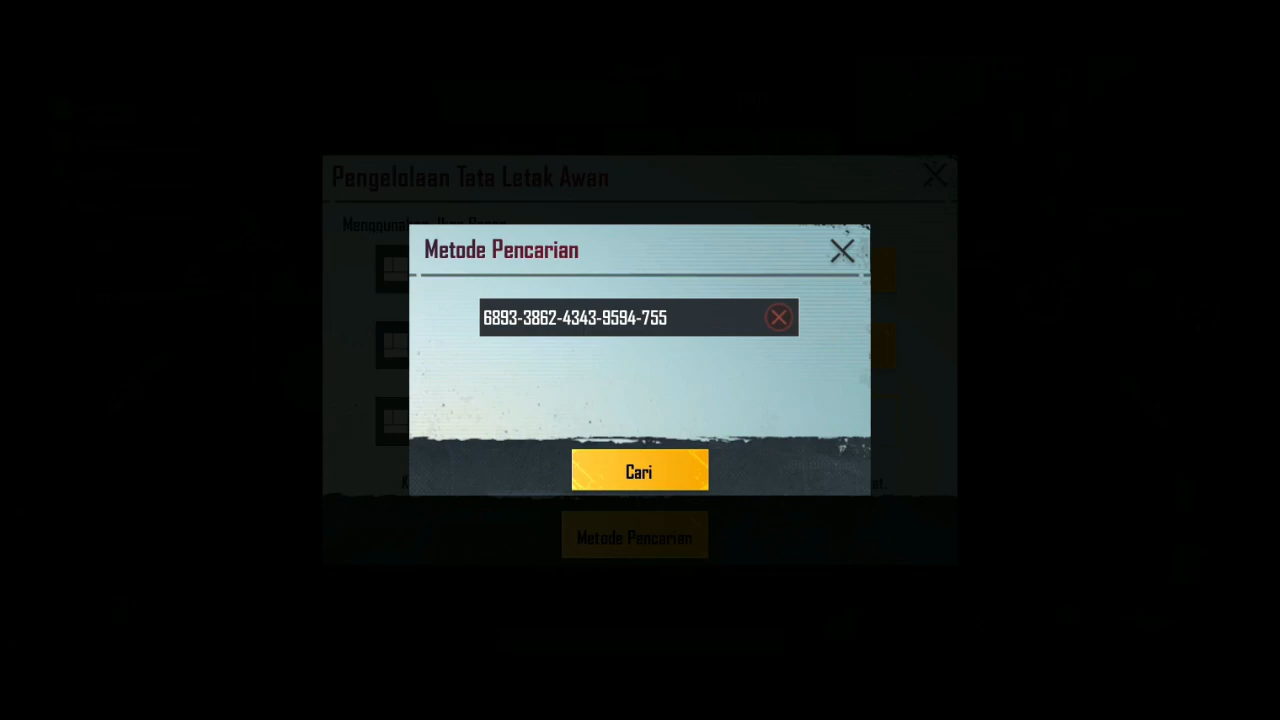 Pengelolaan Tata Letak Awan
Metode Pencarian
6893-3862-4343-9594-755
Cari
Metode Pencarian